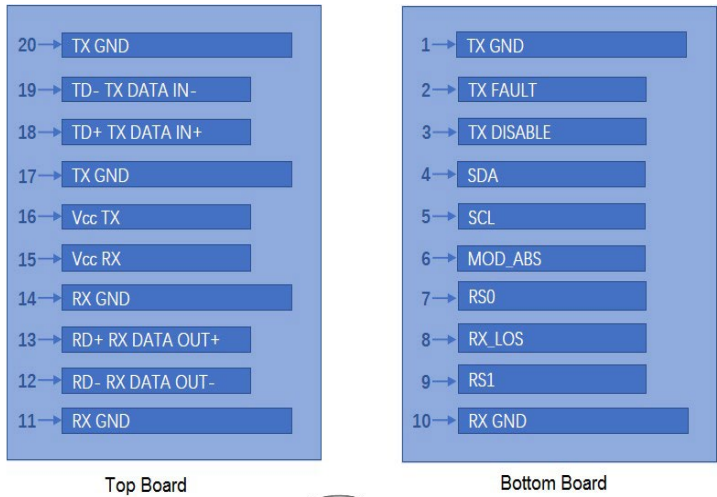 20 TX GND
19 TD- TX DATA IN-
18 TD+ TX DATA IN+
17 TX GND
16 Vcc TX
15 Vcc RX
14 RX GND
13 RD+ RX DATA OUT+
12 RD- RX DATA OUT-
11 RX GND
Top Board
1 TX GND
2 TX FAULT
3 TX DISABLE
4 SDA
5 SCL
6 MOD_ABS
7 RS0
8 RX_LOS
9 RS1
10 RX GND
Bottom Board